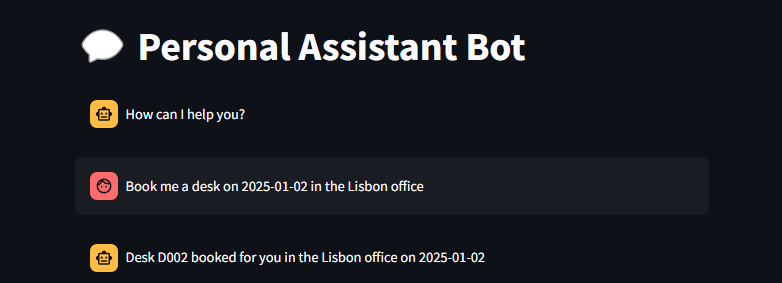 Personal Assistant Bot
How can I help you?
Book me a desk on 2025-01-02 in the Lisbon office
Desk D002 booked for you in the Lisbon office on 2025-01-02